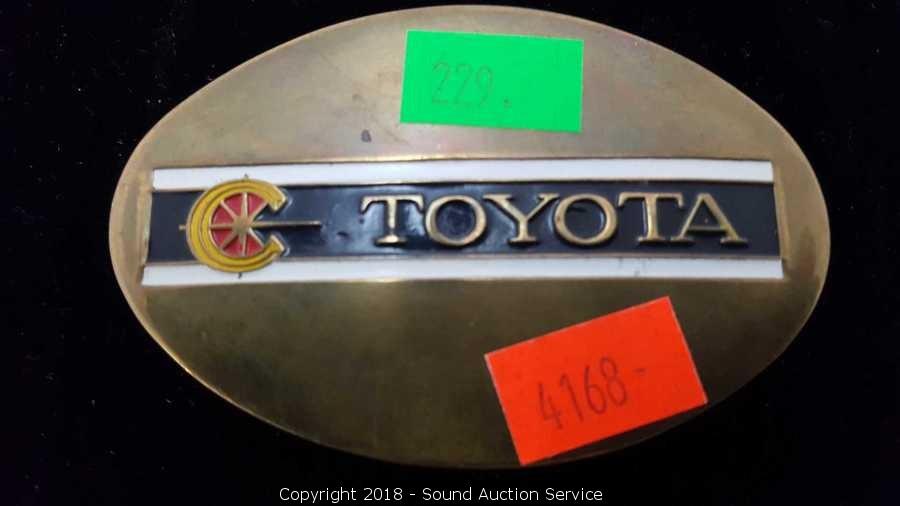 229.
C TOYOTA
4168-
Copyright 2018 - Sound Auction Service